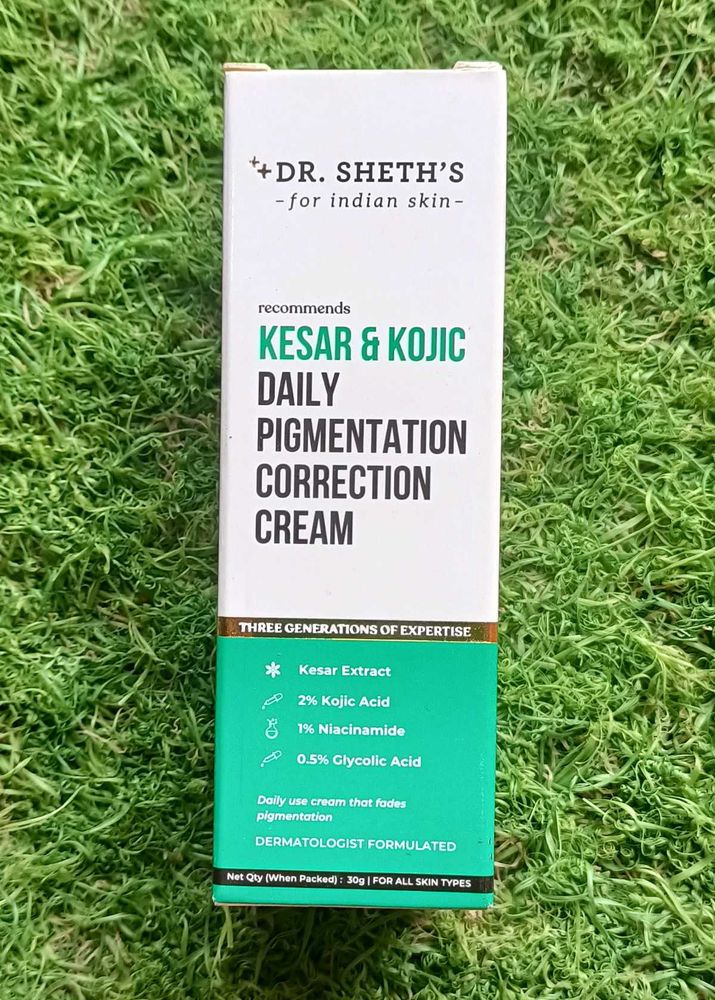 DR. SHETH'S
-for indian skin-
recommends
KESAR & KOJIC
DAILY
PIGMENTATION
CORRECTION
CREAM
THREE GENERATIONS OF EXPERTISE
Kesar Extract
2% Kojic Acid
1% Niacinamide
0.5% Glycolic Acid
Daily use cream that fades
pigmentation
DERMATOLOGIST FORMULATED
Net Qty (When Packed) : 30g | FOR ALL SKIN TYPES